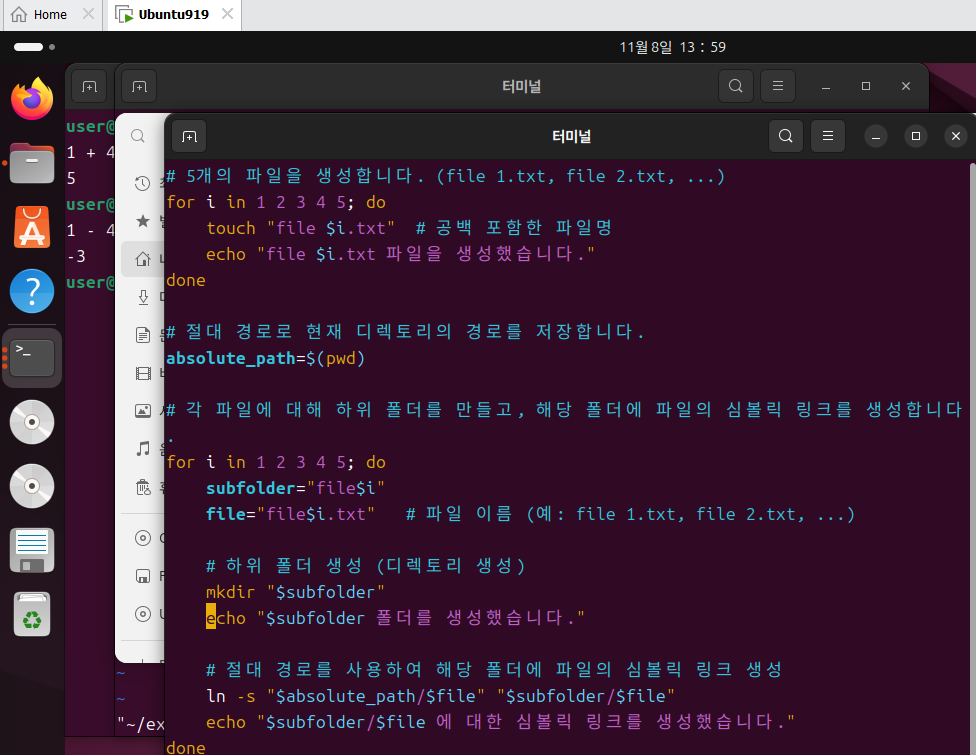 Home
Ubuntu919
11월 8일 13 : 59
터미널
user@
1 + 4
5
user@
1 - 4
-3
user@
터미널
# 5개의 파일을 생성합니다. (file 1.txt, file 2.txt, ...)
for i in 1 2 3 4 5; do
touch "file $i.txt" # 공백 포함한 파일명
echo "file $i.txt 파일을 생성했습니다."
done
# 절대 경로로 현재 디렉토리의 경로를 저장합니다.
absolute_path=$(pwd)
# 각 파일에 대해 하위 폴더를 만들고, 해당 폴더에 파일의 심볼릭 링크를 생성합니다
.
for i in 1 2 3 4 5; do
subfolder="file$i"
file="file$i.txt" # 파일 이름 (예: file 1.txt, file 2.txt, ...)
# 하위 폴더 생성 (디렉토리 생성)
mkdir "$subfolder"
echo "$subfolder 폴더를 생성했습니다."
# 절대 경로를 사용하여 해당 폴더에 파일의 심볼릭 링크 생성
ln -s "$absolute_path/$file" "$subfolder/$file"
echo "$subfolder/$file 에 대한 심볼릭 링크를 생성했습니다."
done
~
~
"~/ex